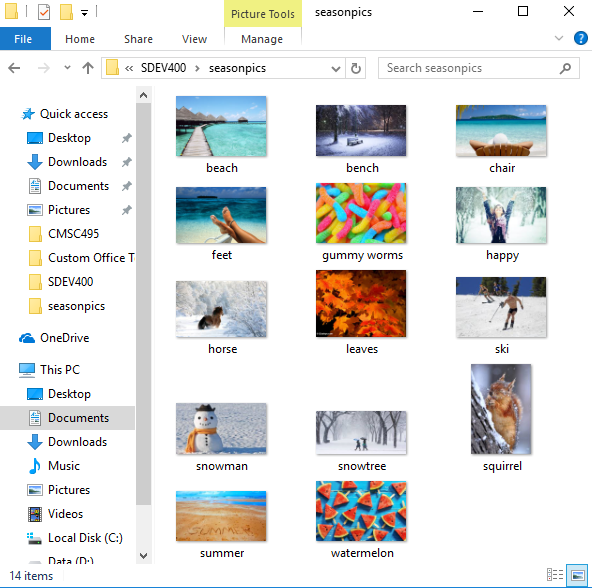 Picture Tools
seasonpics
File
Home
Share
View
Manage
?
«
SDEV400
seasonpics
Search seasonpics
Quick access
Desktop
Downloads
Documents
Pictures
CMSC495
Custom Office T
SDEV400
seasonpics
OneDrive
This PC
Desktop
Documents
Downloads
Music
Pictures
Videos
Local Disk (C:)
Data (D:)
beach
bench
chair
feet
gummy worms
happy
horse
leaves
ski
snowman
snowtree
squirrel
summer
watermelon
14 items